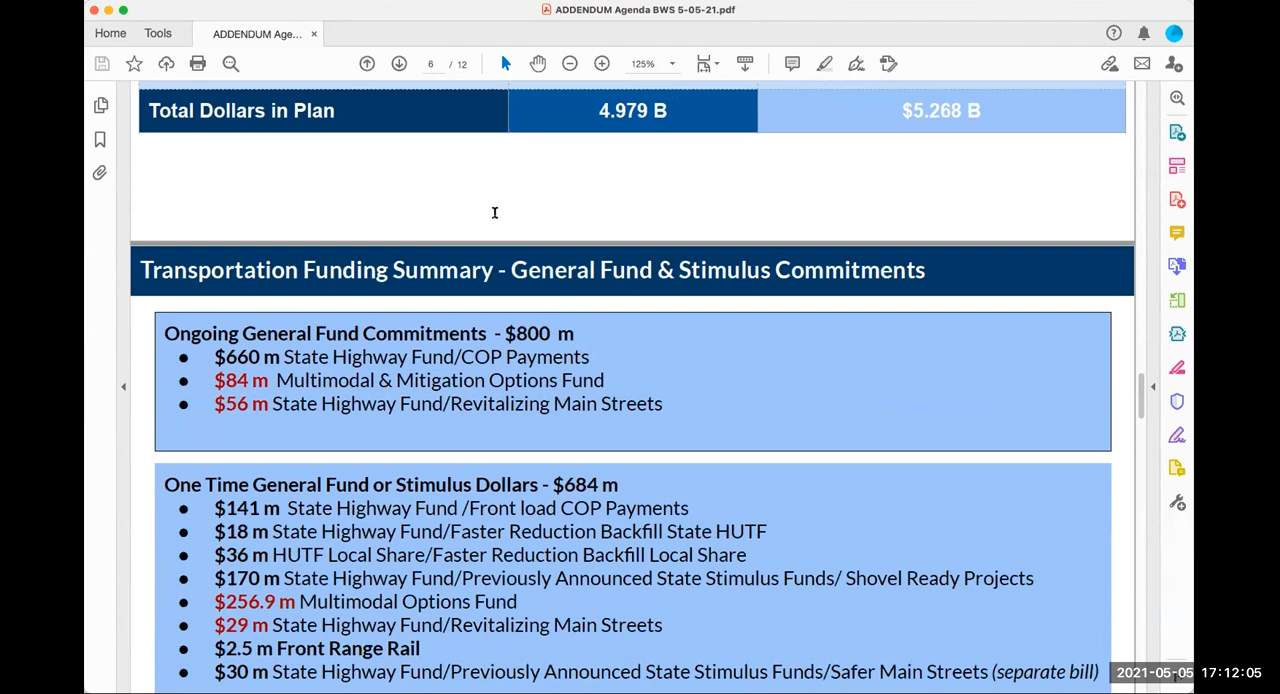 ADDENDUM Agenda BWS 5-05-21.pdf
Home Tools ADDENDUM Age... ×
6 / 12 125%
Total Dollars in Plan 4.979 B $5.268 B
Transportation Funding Summary - General Fund & Stimulus Commitments
Ongoing General Fund Commitments - $800 m
● $660 m State Highway Fund/COP Payments
● $84 m Multimodal & Mitigation Options Fund
● $56 m State Highway Fund/Revitalizing Main Streets
One Time General Fund or Stimulus Dollars - $684 m
● $141 m State Highway Fund /Front load COP Payments
● $18 m State Highway Fund/Faster Reduction Backfill State HUTF
● $36 m HUTF Local Share/Faster Reduction Backfill Local Share
● $170 m State Highway Fund/Previously Announced State Stimulus Funds/ Shovel Ready Projects
● $256.9 m Multimodal Options Fund
● $29 m State Highway Fund/Revitalizing Main Streets
● $2.5 m Front Range Rail
● $30 m State Highway Fund/Previously Announced State Stimulus Funds/Safer Main Streets (separate bill)
2021-05-05 17:12:05